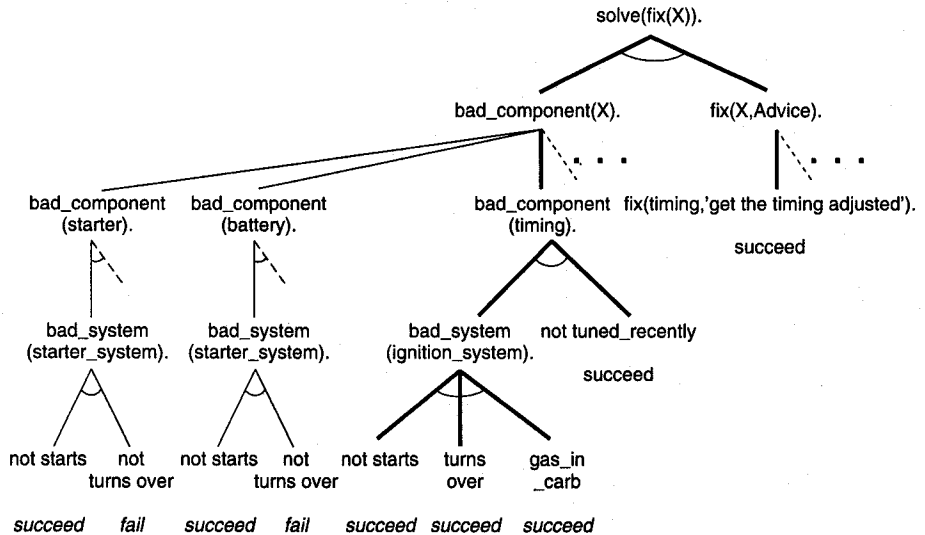 solve(fix(X)).
bad_component(X). fix(X,Advice).
bad_component bad_component bad_component fix(timing,'get the timing adjusted').
(starter). (battery). (timing).
succeed
bad_system bad_system bad_system not tuned_recently
(starter_system). (starter_system). (ignition_system).
succeed
not starts not not starts not not starts turns gas_in
turns over turns over over _carb
succeed fail succeed fail succeed succeed succeed